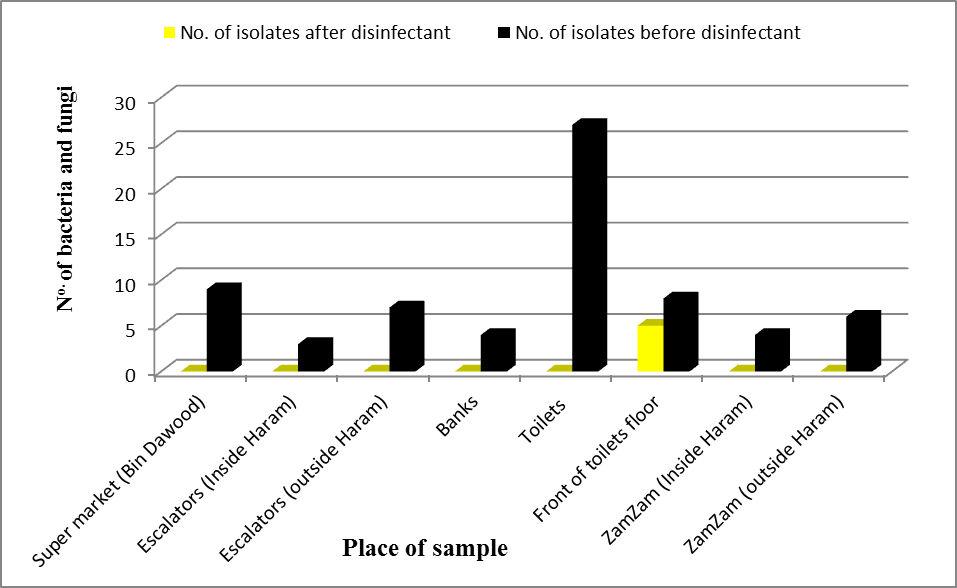 No. of isolates after disinfectant
No. of isolates before disinfectant
Nº. of bacteria and fungi
30
25
20
15
10
5
0
Super market (Bin Dawood)
Escalators (Inside Haram)
Escalators (outside Haram)
Banks
Toilets
Front of toilets floor
ZamZam (Inside Haram)
ZamZam (outside Haram)
Place of sample